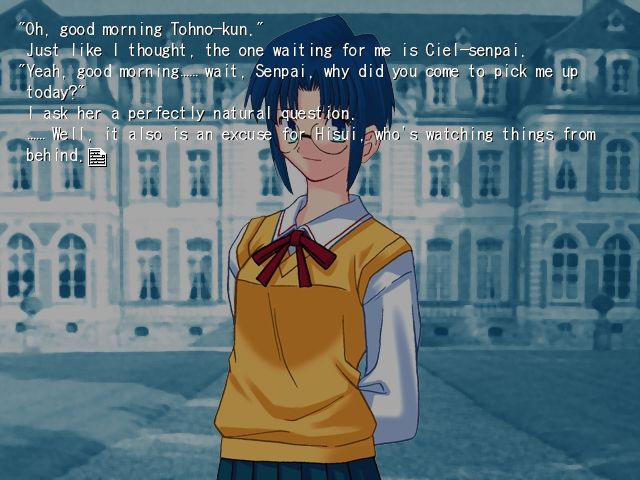 "Oh, good morning Tohno-kun."
Just like I thought, the one waiting for me is Ciel-senpai.
"Yeah, good morning…… wait, Senpai, why did you come to pick me up
today?"
I ask her a perfectly natural question.
…… Well, it also is an excuse for Hisui, who's watching things from
behind.